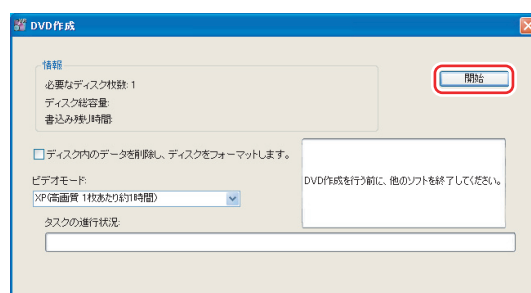 DVD作成
情報
必要なディスク枚数: 1
ディスク総容量:
書込み残り時間:
開始
ディスク内のデータを削除し、ディスクをフォーマットします。
ビデオモード:
XP(高画質 1枚あたり約1時間)
DVD作成を行う前に、他のソフトを終了してください。
タスクの進行状況: